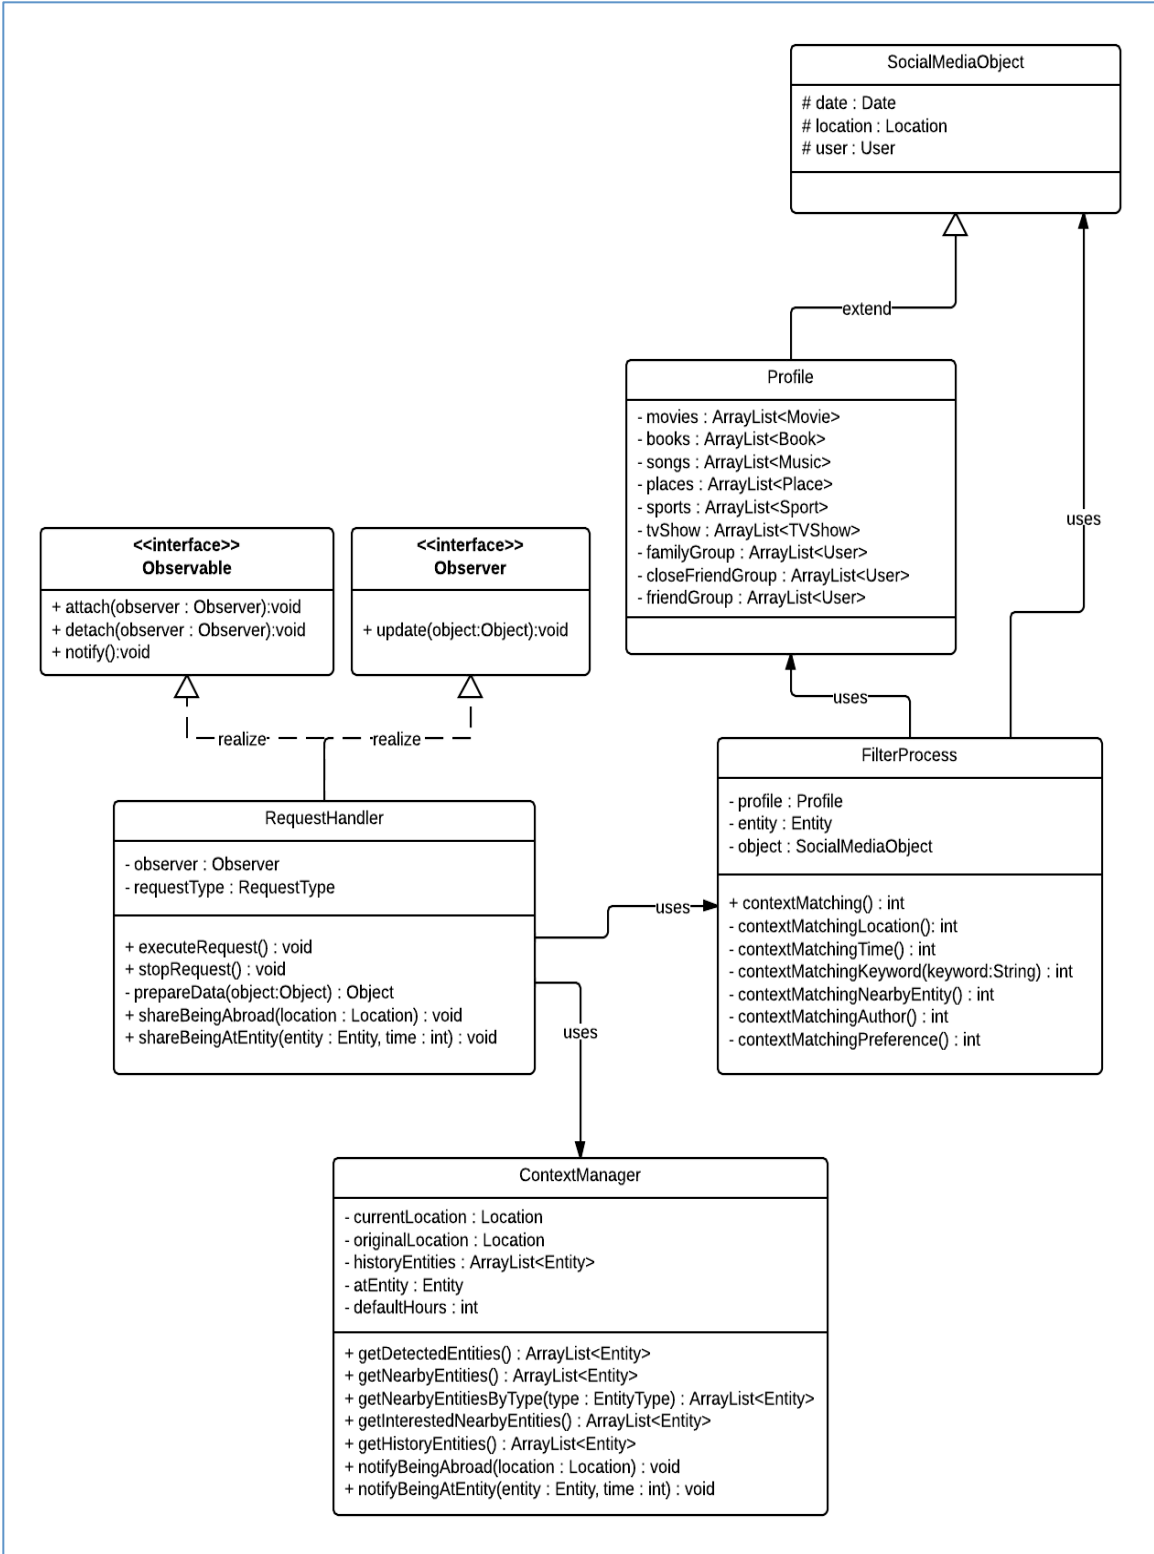 SocialMediaObject
# date : Date
# location : Location
# user : User
extend
Profile
- movies : ArrayList<Movie>
- books : ArrayList<Book>
- songs : ArrayList<Music>
- places : ArrayList<Place>
- sports : ArrayList<Sport>
- tvShow : ArrayList<TVShow>
- familyGroup : ArrayList<User>
- closeFriendGroup : ArrayList<User>
- friendGroup : ArrayList<User>
uses
<<interface>>
Observable
+ attach(observer : Observer):void
+ detach(observer : Observer):void
+ notify():void
<<interface>>
Observer
+ update(object:Object):void
uses
realize
realize
FilterProcess
- profile : Profile
- entity : Entity
- object : SocialMediaObject
+ contextMatching() : int
- contextMatchingLocation(): int
- contextMatchingTime() : int
- contextMatchingKeyword(keyword:String) : int
- contextMatchingNearbyEntity() : int
- contextMatchingAuthor() : int
- contextMatchingPreference() : int
RequestHandler
- observer : Observer
- requestType : RequestType
+ executeRequest() : void
+ stopRequest() : void
- prepareData(object:Object) : Object
+ shareBeingAbroad(location : Location) : void
+ shareBeingAtEntity(entity : Entity, time : int) : void
uses
uses
ContextManager
- currentLocation : Location
- originalLocation : Location
- historyEntities : ArrayList<Entity>
- atEntity : Entity
- defaultHours : int
+ getDetectedEntities() : ArrayList<Entity>
+ getNearbyEntities() : ArrayList<Entity>
+ getNearbyEntitiesByType(type : EntityType) : ArrayList<Entity>
+ getInterestedNearbyEntities() : ArrayList<Entity>
+ getHistoryEntities() : ArrayList<Entity>
+ notifyBeingAbroad(location : Location) : void
+ notifyBeingAtEntity(entity : Entity, time : int) : void